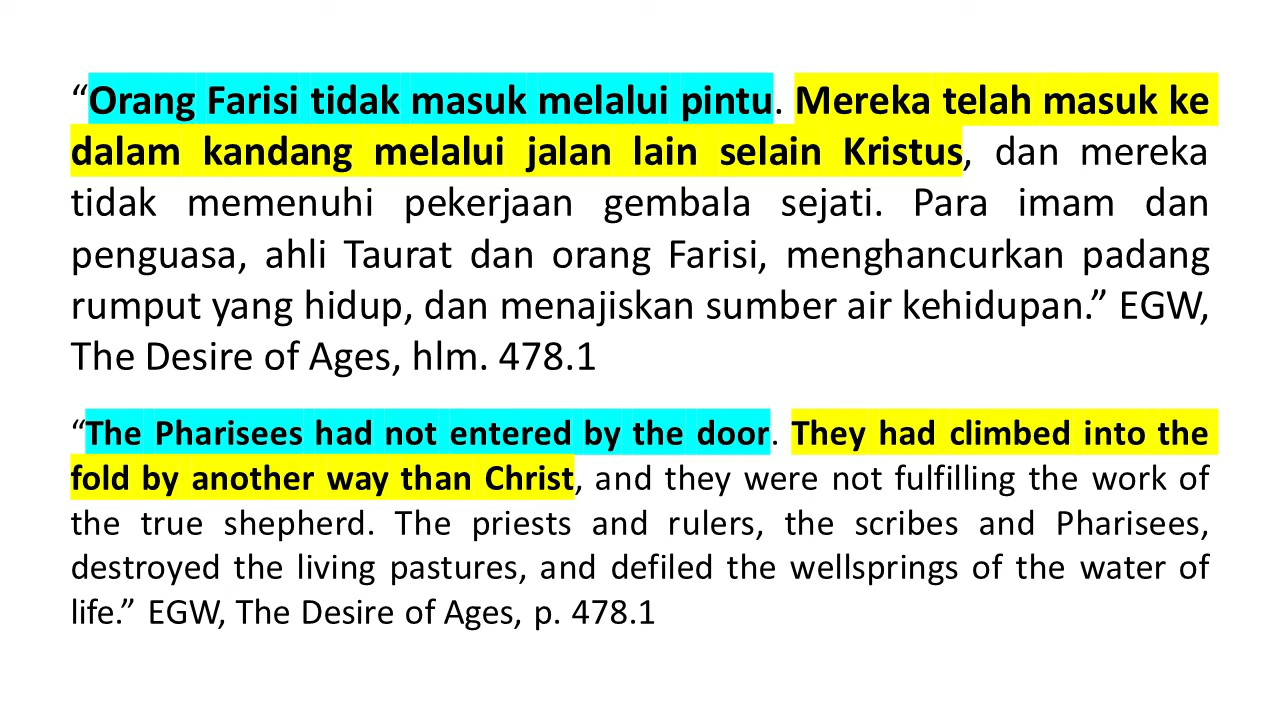 “Orang Farisi tidak masuk melalui pintu. Mereka telah masuk ke
dalam kandang melalui jalan lain selain Kristus, dan mereka
tidak memenuhi pekerjaan gembala sejati. Para imam dan
penguasa, ahli Taurat dan orang Farisi, menghancurkan padang
rumput yang hidup, dan menajiskan sumber air kehidupan.” EGW,
The Desire of Ages, hlm. 478.1
“The Pharisees had not entered by the door. They had climbed into the
fold by another way than Christ, and they were not fulfilling the work of
the true shepherd. The priests and rulers, the scribes and Pharisees,
destroyed the living pastures, and defiled the wellsprings of the water of
life.” EGW, The Desire of Ages, p. 478.1